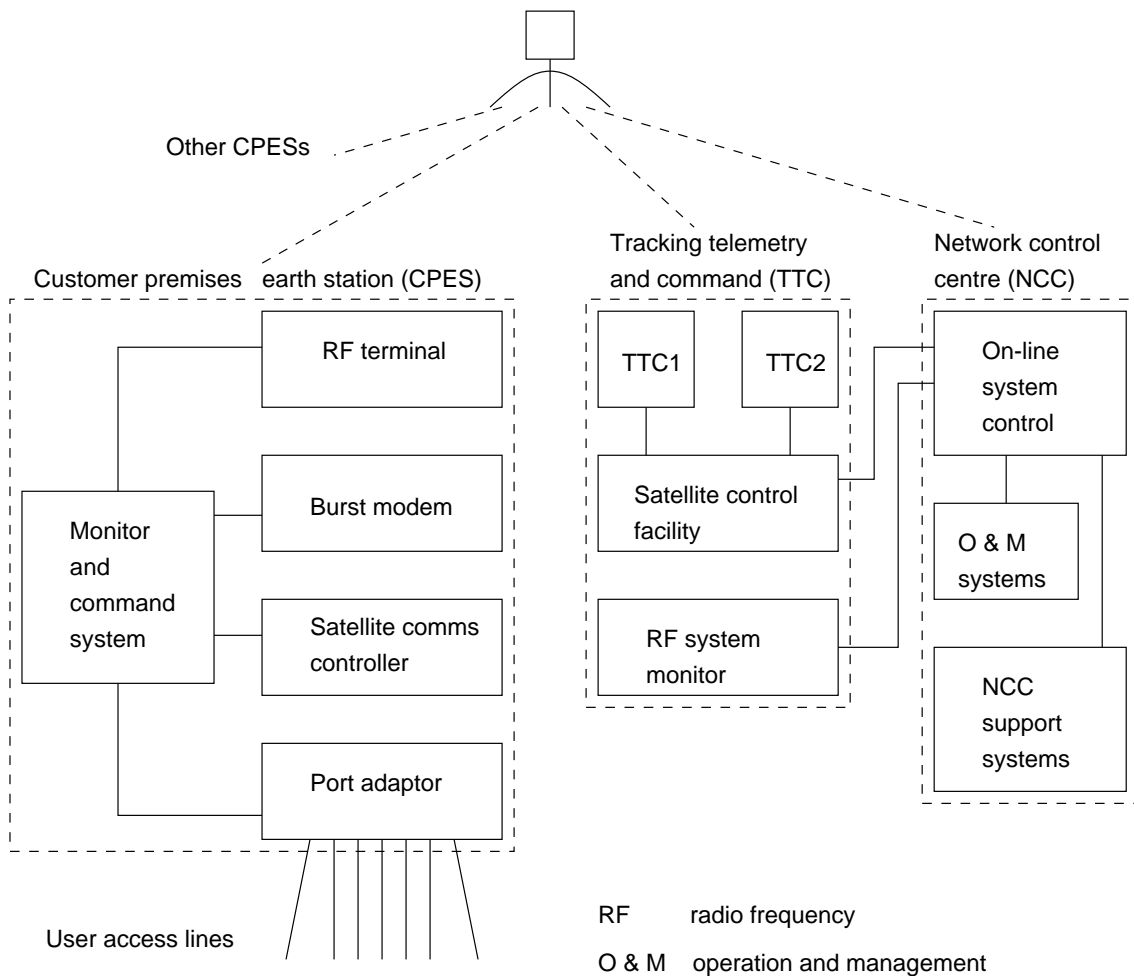 Other CPESs
Customer premises earth station (CPES)
RF terminal
Burst modem
Monitor
and
command
system
Satellite comms
controller
Port adaptor
User access lines
Tracking telemetry
and command (TTC)
TTC1
TTC2
Satellite control
facility
RF system
monitor
Network control
centre (NCC)
On-line
system
control
O & M
systems
NCC
support
systems
RF radio frequency
O & M operation and management